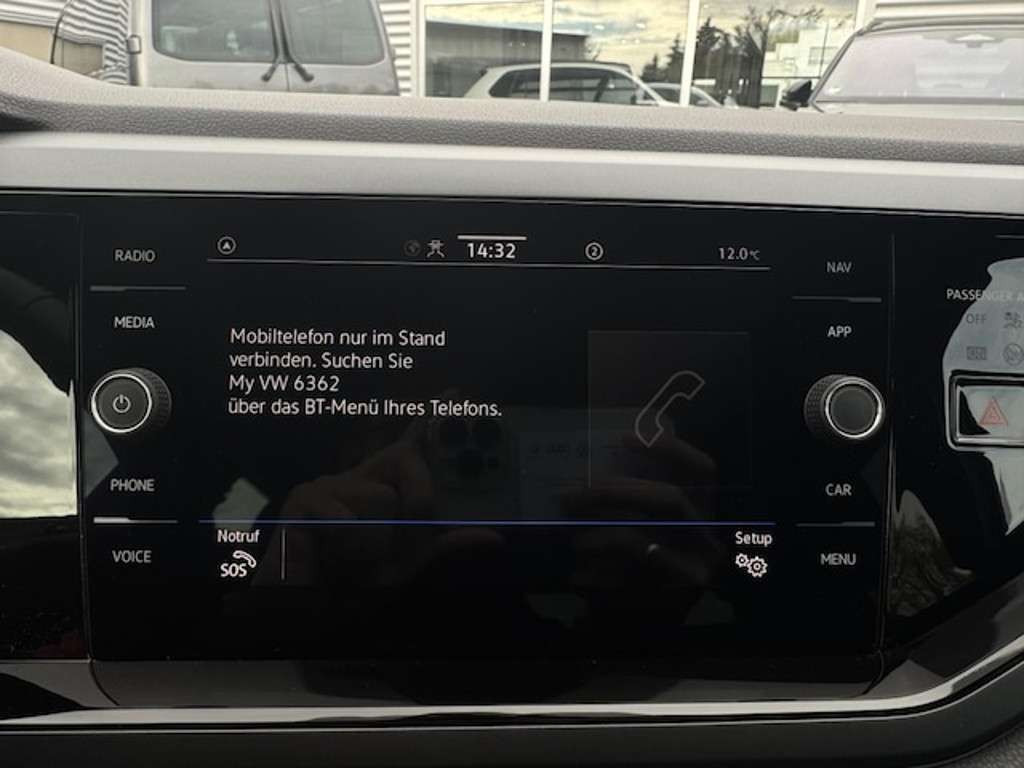 RADIO
MEDIA
PHONE
VOICE
14:32
2
12.0°C
Mobiltelefon nur im Stand
verbinden. Suchen Sie
My VW 6362
über das BT-Menü Ihres Telefons.
Notruf
SOS
Setup
NAV
APP
CAR
MENU
PASSENGER
OFF